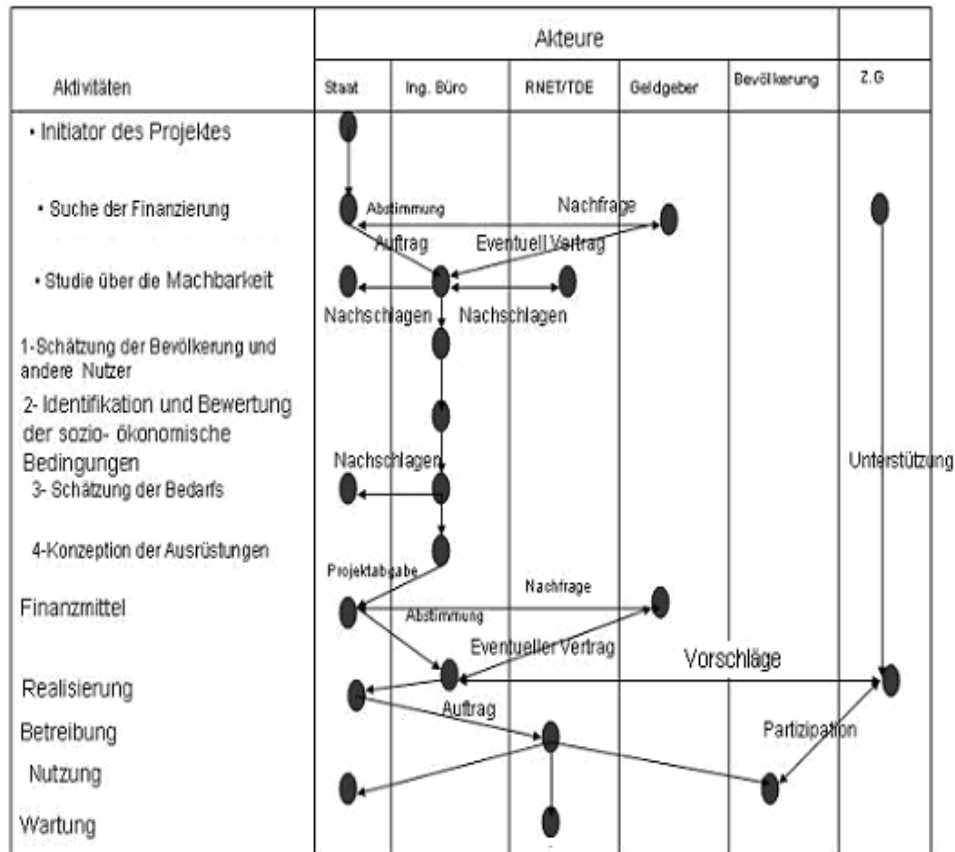 Akteure
Aktivitäten
Staat
Ing. Büro
RNET/TDE
Geldgeber
Bevölkerung
Z.G
• Initiator des Projektes
• Suche der Finanzierung
Abstimmung
Nachfrage
Auftrag
Eventuell Vertrag
• Studie über die Machbarkeit
Nachschlagen
Nachschlagen
1-Schätzung der Bevölkerung und
andere Nutzer
2- Identifikation und Bewertung
der sozio- ökonomische
Bedingungen
Nachschlagen
Unterstützung
3- Schätzung der Bedarfs
4-Konzeption der Ausrüstungen
Projektabgabe
Finanzmittel
Nachfrage
Abstimmung
Eventueller Vertrag
Vorschläge
Realisierung
Auftrag
Betreibung
Partizipation
Nutzung
Wartung